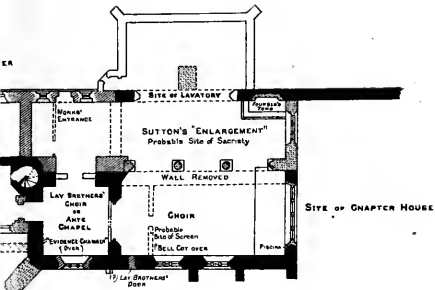 ER
SITE OF LAVATORY
FOUNDER'S
TOMB
MONKS'
ENTRANCE
SUTTON'S "ENLARGEMENT"
Probable Site of Sacristy
WALL REMOVED
LAY BROTHERS'
CHOIR
OR
ANTE
CHAPEL
CHOIR
SITE OF CHAPTER HOUSE
Probable
Site of Screen
"EVIDENCE CHAMBER"
(OVER)
BELL COT OVER
PISCINA
(?) LAY BROTHERS'
DOOR